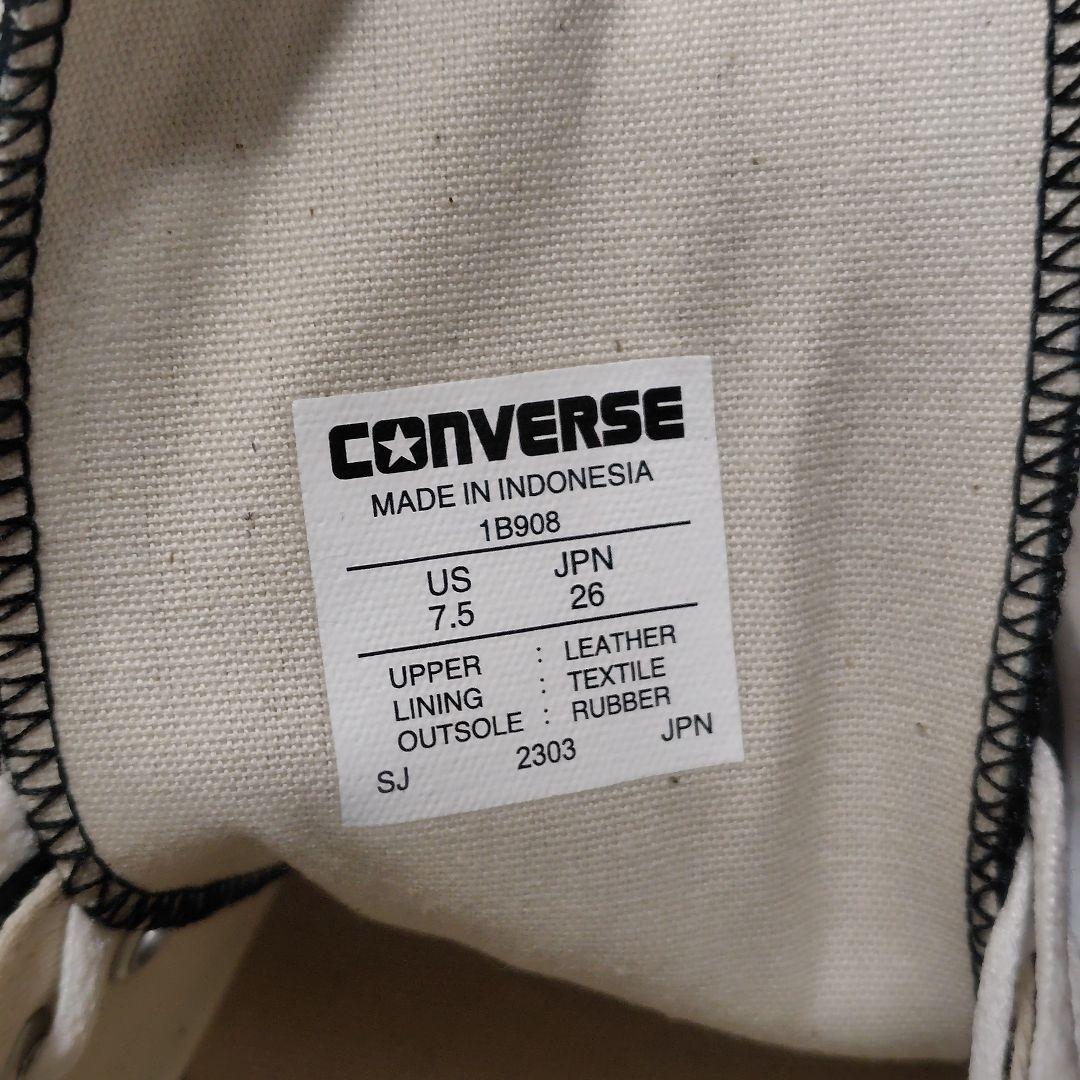 CONVERSE
MADE IN INDONESIA
1B908
US JPN
7.5 26
UPPER : LEATHER
LINING : TEXTILE
OUTSOLE : RUBBER
SJ 2303 JPN